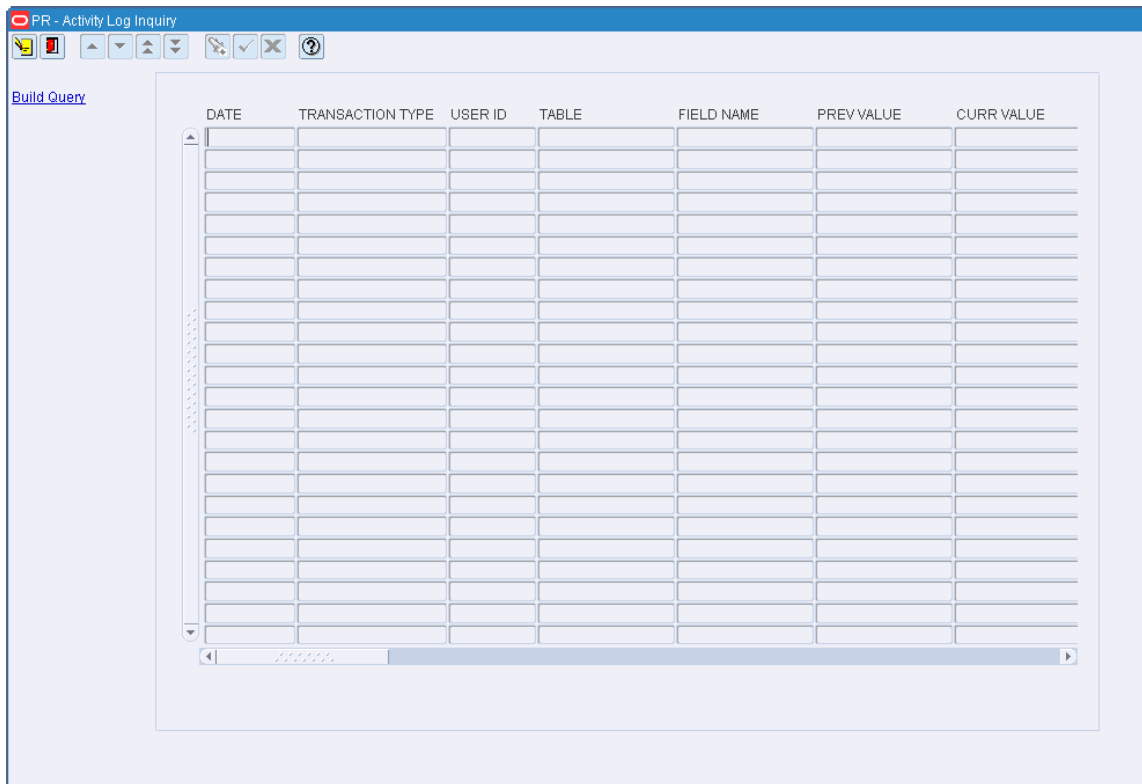 PR - Activity Log Inquiry
Build Query
DATE TRANSACTION TYPE USER ID TABLE FIELD NAME PREV VALUE CURR VALUE